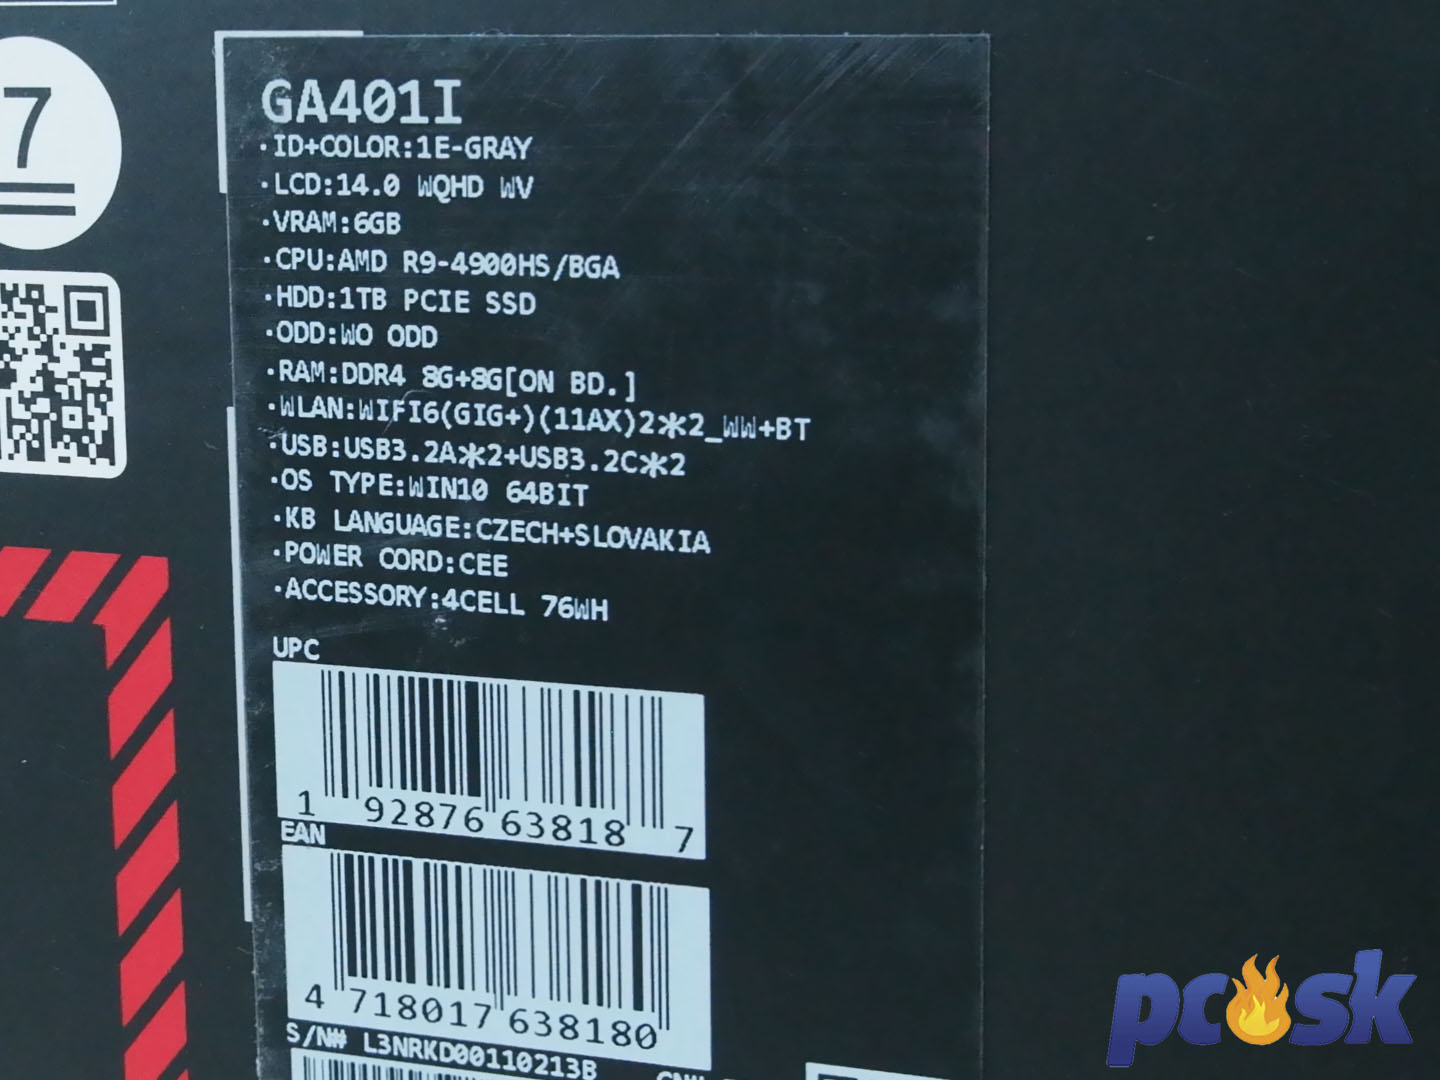 7
GA401I
·ID+COLOR:1E-GRAY
·LCD:14.0 WQHD WV
·VRAM:6GB
·CPU:AMD R9-4900HS/BGA
·HDD:1TB PCIE SSD
·ODD:WO ODD
·RAM:DDR4 8G+8G[ON BD.]
·WLAN:WIFI6(GIG+)(11AX)2*2_WW+BT
·USB:USB3.2A*2+USB3.2C*2
·OS TYPE:WIN10 64BIT
·KB LANGUAGE:CZECH+SLOVAKIA
·POWER CORD:CEE
·ACCESSORY:4CELL 76WH
UPC
1 92876 63818 7
EAN
4 718017 638180
S/N# L3NRKD00110213B
pc sk